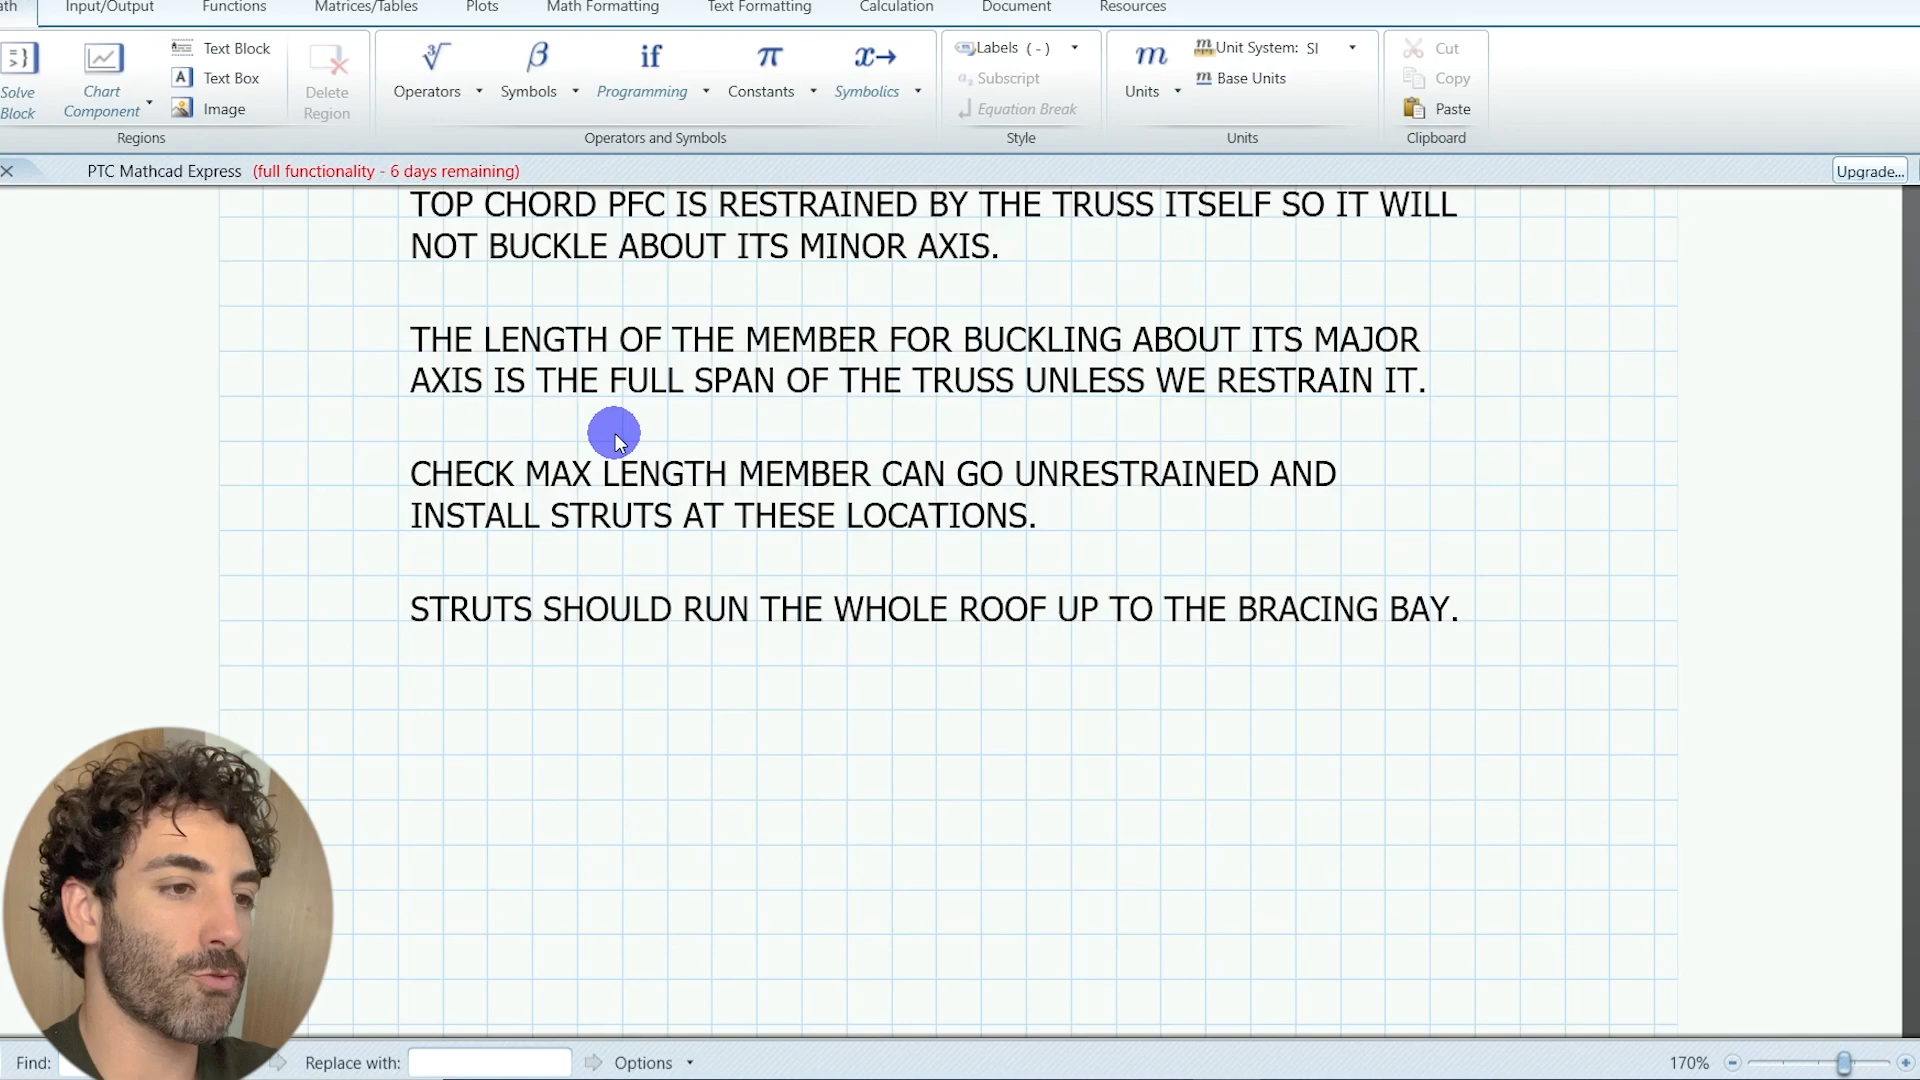 ath
Input/Output
Functions
Matrices/Tables
Plots
Math Formatting
Text Formatting
Calculation
Document
Resources
Solve
Block
Chart
Component
Text Block
Text Box
Image
Delete
Region
Regions
Operators
Symbols
Programming
Constants
Symbolics
Operators and Symbols
Labels ( - )
Subscript
Equation Break
Style
Units
Unit System: SI
Base Units
Units
Cut
Copy
Paste
Clipboard
PTC Mathcad Express (full functionality - 6 days remaining)
Upgrade...
TOP CHORD PFC IS RESTRAINED BY THE TRUSS ITSELF SO IT WILL
NOT BUCKLE ABOUT ITS MINOR AXIS.
THE LENGTH OF THE MEMBER FOR BUCKLING ABOUT ITS MAJOR
AXIS IS THE FULL SPAN OF THE TRUSS UNLESS WE RESTRAIN IT.
CHECK MAX LENGTH MEMBER CAN GO UNRESTRAINED AND
INSTALL STRUTS AT THESE LOCATIONS.
STRUTS SHOULD RUN THE WHOLE ROOF UP TO THE BRACING BAY.
Find:
Replace with:
Options
170%